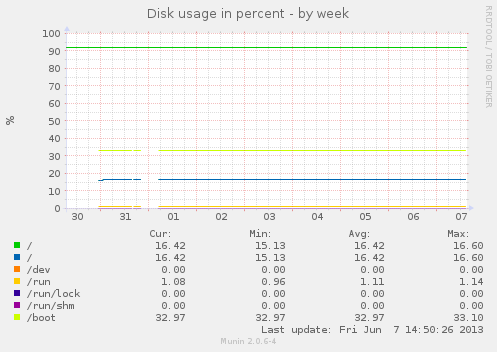 Disk usage in percent - by week
RRDTOOL / TOBI OETIKER
%
100
90
80
70
60
50
40
30
20
10
0
30 31 01 02 03 04 05 06 07
Cur: Min: Avg: Max:
/ 16.42 15.13 16.42 16.60
/ 16.42 15.13 16.42 16.60
/dev 0.00 0.00 0.00 0.00
/run 1.08 0.96 1.11 1.14
/run/lock 0.00 0.00 0.00 0.00
/run/shm 0.00 0.00 0.00 0.00
/boot 32.97 32.97 32.97 33.10
Last update: Fri Jun 7 14:50:26 2013
Munin 2.0.6-4